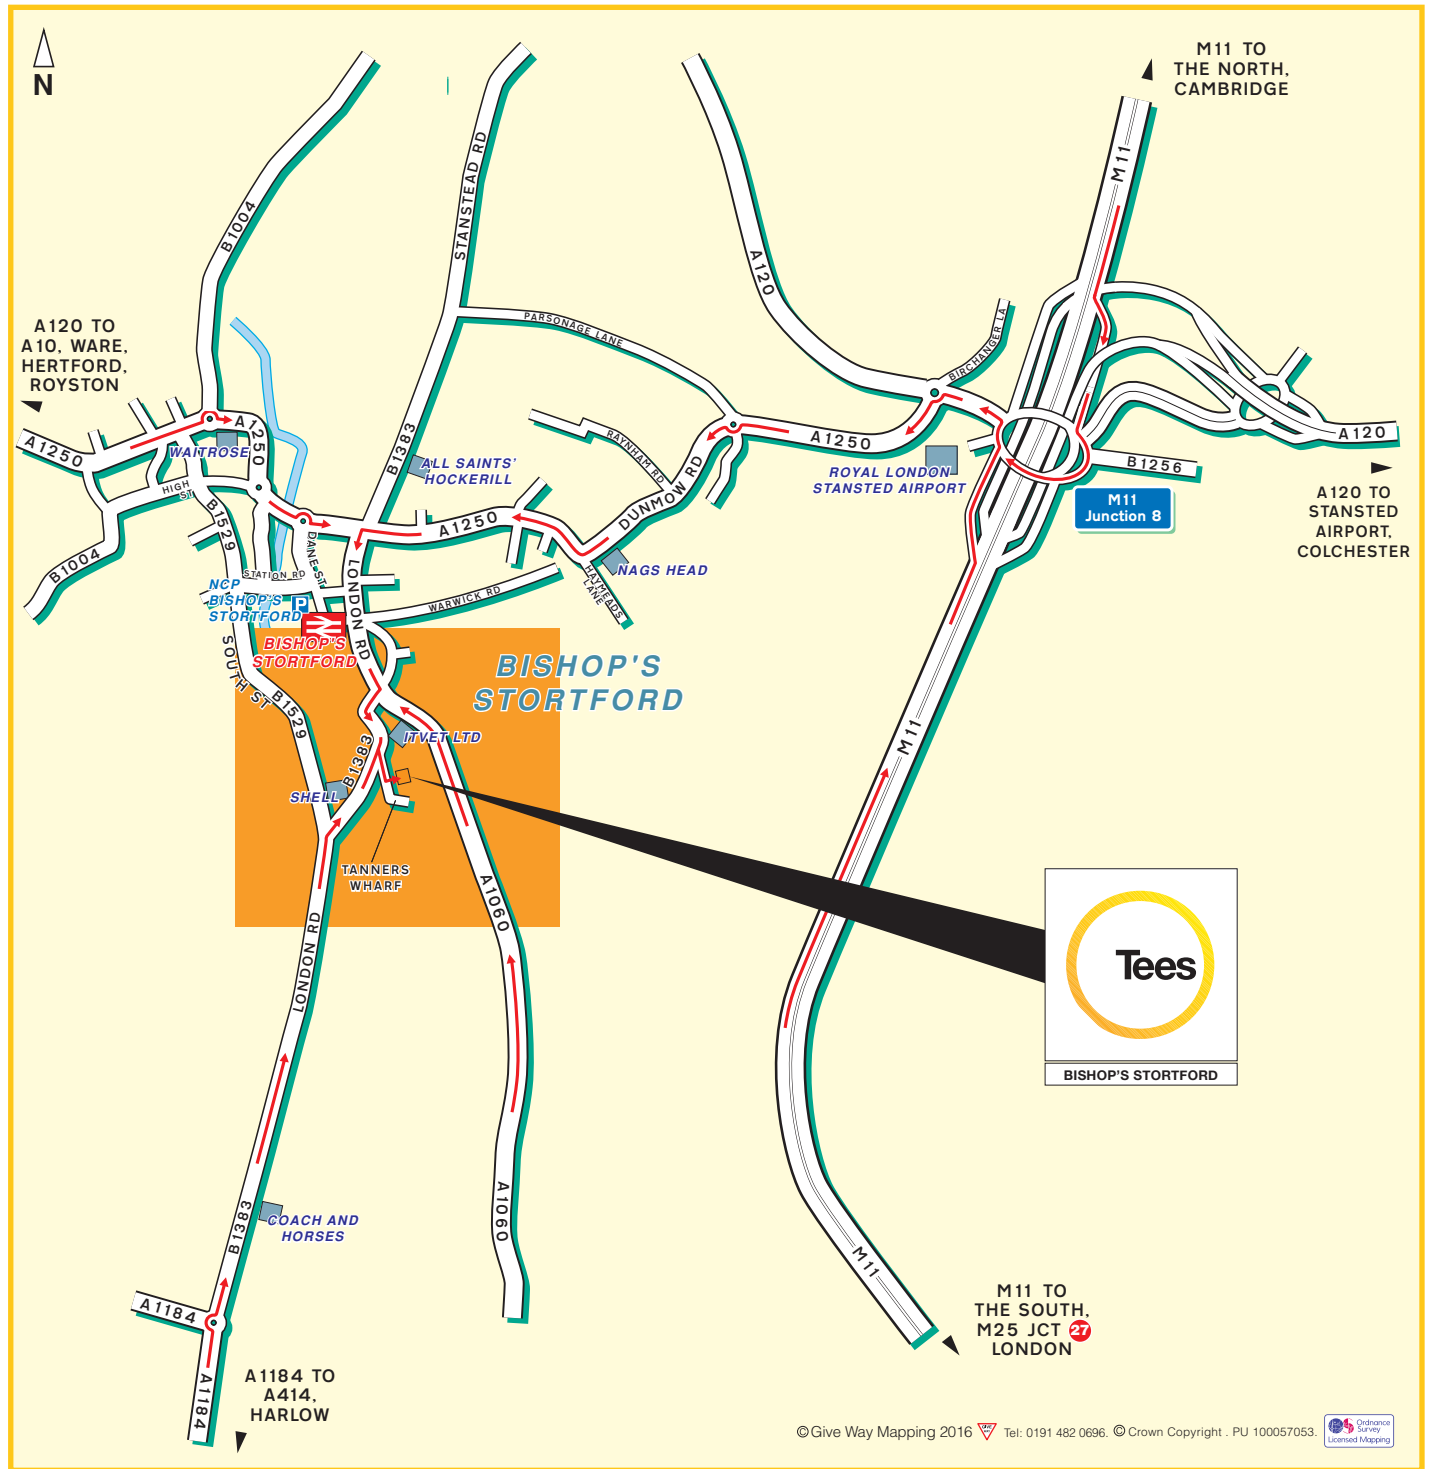 N
M11 TO
THE NORTH,
CAMBRIDGE
M11
B1004
STANSTEAD RD
A120
PARSONAGE LANE
BIRCHANGER LA
A120 TO
A10, WARE,
HERTFORD,
ROYSTON
A1250
WAITROSE
A1250
HIGH
ST
B1529
B1004
B1383
ALL SAINTS'
HOCKERILL
RAYNHAM RD
DUNMOW RD
A1250
A1250
ROYAL LONDON
STANSTED AIRPORT
B1256
A120
M11
Junction 8
A120 TO
STANSTED
AIRPORT,
COLCHESTER
DANE ST
STATION RD
LONDON RD
WARWICK RD
NAGS HEAD
HAYMEADS
LANE
NCP
BISHOP'S
STORTFORD
P
BISHOP'S
STORTFORD
SOUTH ST
B1529
BISHOP'S
STORTFORD
ITVET LTD
B1383
SHELL
TANNERS
WHARF
M11
A1060
LONDON RD
Tees
BISHOP'S STORTFORD
A1060
B1383
COACH AND
HORSES
M11
A1184
A1184
A1184 TO
A414,
HARLOW
M11 TO
THE SOUTH,
M25 JCT 27
LONDON
©Give Way Mapping 2016 Tel: 0191 482 0696. © Crown Copyright . PU 100057053.
Ordnance
Survey
Licensed Mapping